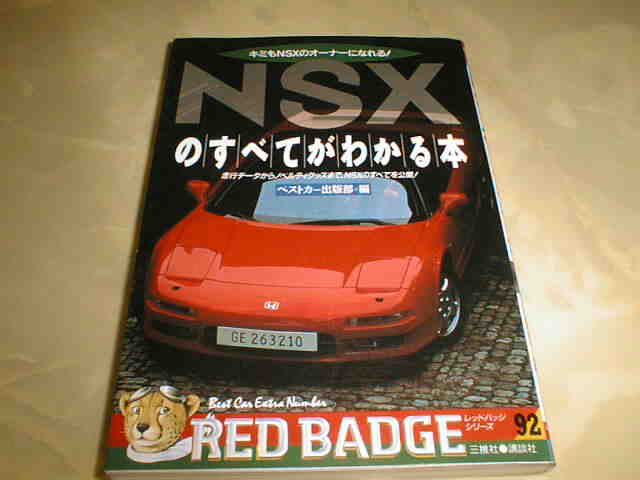 キミもNSXのオーナーになれる!
NSX
のすべてがわかる本
走行データからノベルティグッズまで、NSXのすべてを公開!
ベストカー出版部・編
GE 263210
Best Car Extra Number
RED BADGE
レッドバッジ
シリーズ
92
三推社●講談社